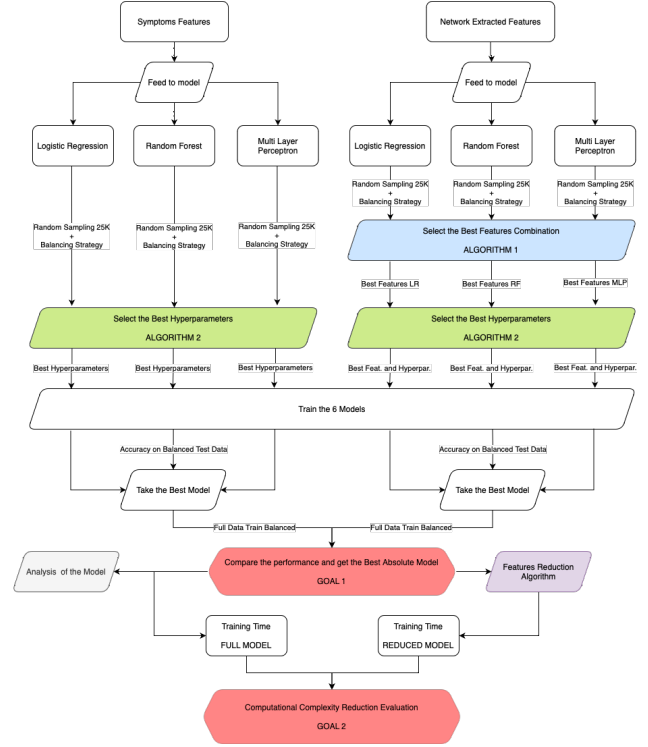 Symptoms Features
Network Extracted Features
Feed to model
Feed to model
Logistic Regression
Random Forest
Multi Layer
Perceptron
Logistic Regression
Random Forest
Multi Layer
Perceptron
Random Sampling 25K
+
Balancing Strategy
Random Sampling 25K
+
Balancing Strategy
Random Sampling 25K
+
Balancing Strategy
Random Sampling 25K
+
Balancing Strategy
Random Sampling 25K
+
Balancing Strategy
Random Sampling 25K
+
Balancing Strategy
Select the Best Features Combination
ALGORITHM 1
Best Features LR
Best Features RF
Best Features MLP
Select the Best Hyperparameters
ALGORITHM 2
Select the Best Hyperparameters
ALGORITHM 2
Best Hyperparameters
Best Hyperparameters
Best Hyperparameters
Best Feat. and Hyperpar.
Best Feat. and Hyperpar.
Best Feat. and Hyperpar.
Train the 6 Models
Accuracy on Balanced Test Data
Accuracy on Balanced Test Data
Take the Best Model
Take the Best Model
Full Data Train Balanced
Full Data Train Balanced
Compare the performance and get the Best Absolute Model
GOAL 1
Analysis of the Model
Features Reduction
Algorithm
Training Time
FULL MODEL
Training Time
REDUCED MODEL
Computational Complexity Reduction Evaluation
GOAL 2